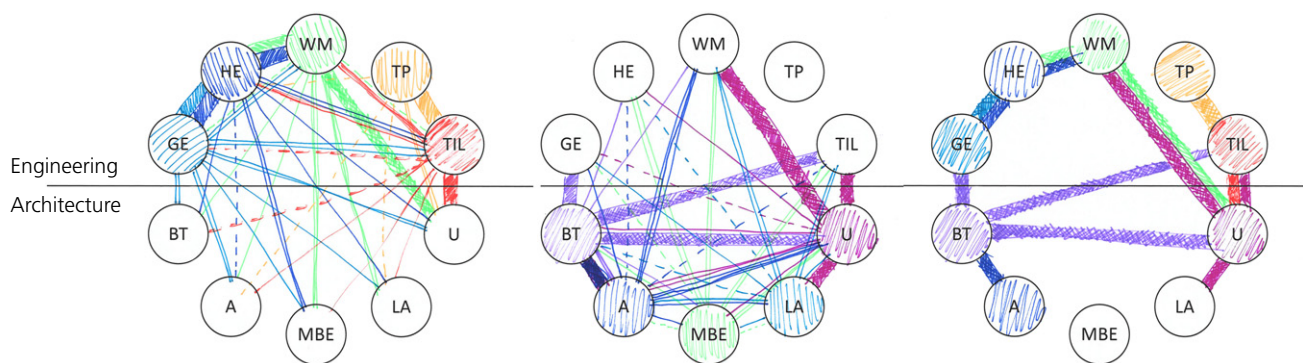 WM
HE
TP
GE
TIL
Engineering
Architecture
BT
U
A
LA
MBE
WM
HE
TP
GE
TIL
BT
U
A
LA
MBE
WM
HE
TP
GE
TIL
BT
U
A
LA
MBE